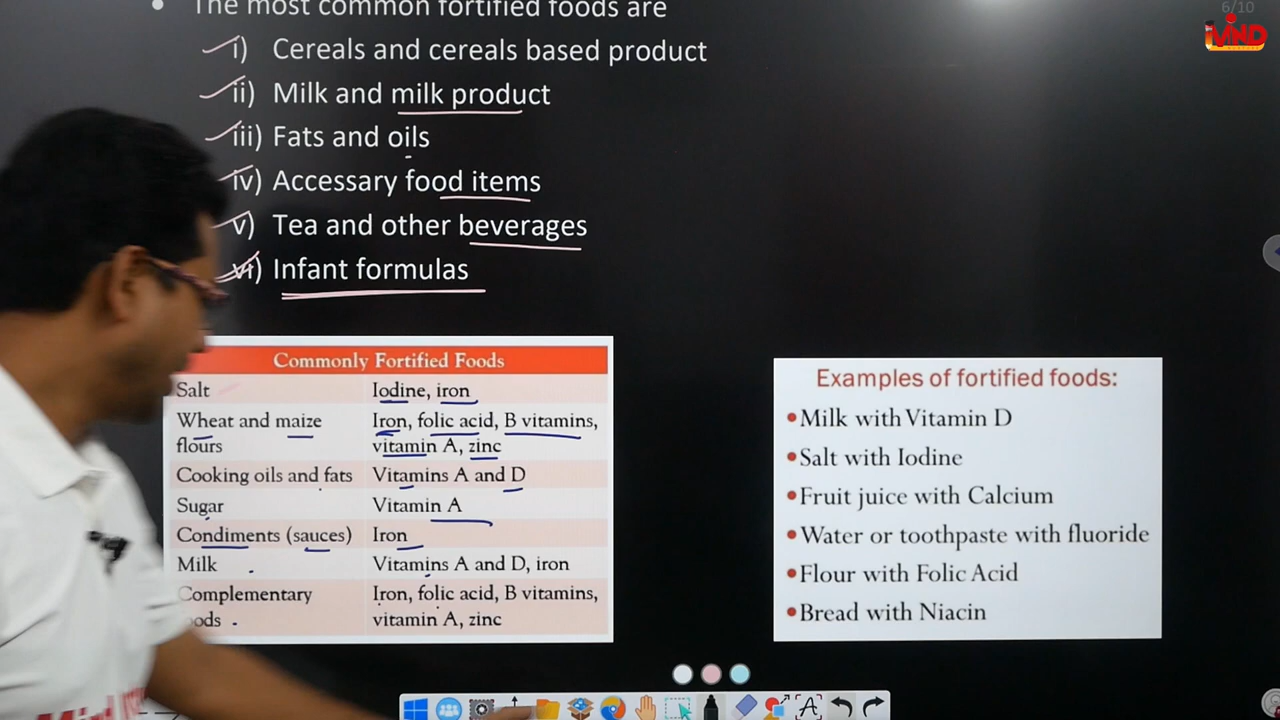 6/10
The most common fortified foods are
i) Cereals and cereals based product
ii) Milk and milk product
iii) Fats and oils
iv) Accessary food items
v) Tea and other beverages
vi) Infant formulas
Commonly Fortified Foods
Salt Iodine, iron
Wheat and maize Iron, folic acid, B vitamins,
flours vitamin A, zinc
Cooking oils and fats Vitamins A and D
Sugar Vitamin A
Condiments (sauces) Iron
Milk Vitamins A and D, iron
Complementary Iron, folic acid, B vitamins,
oods vitamin A, zinc
Examples of fortified foods:
•Milk with Vitamin D
•Salt with Iodine
•Fruit juice with Calcium
•Water or toothpaste with fluoride
•Flour with Folic Acid
•Bread with Niacin
A